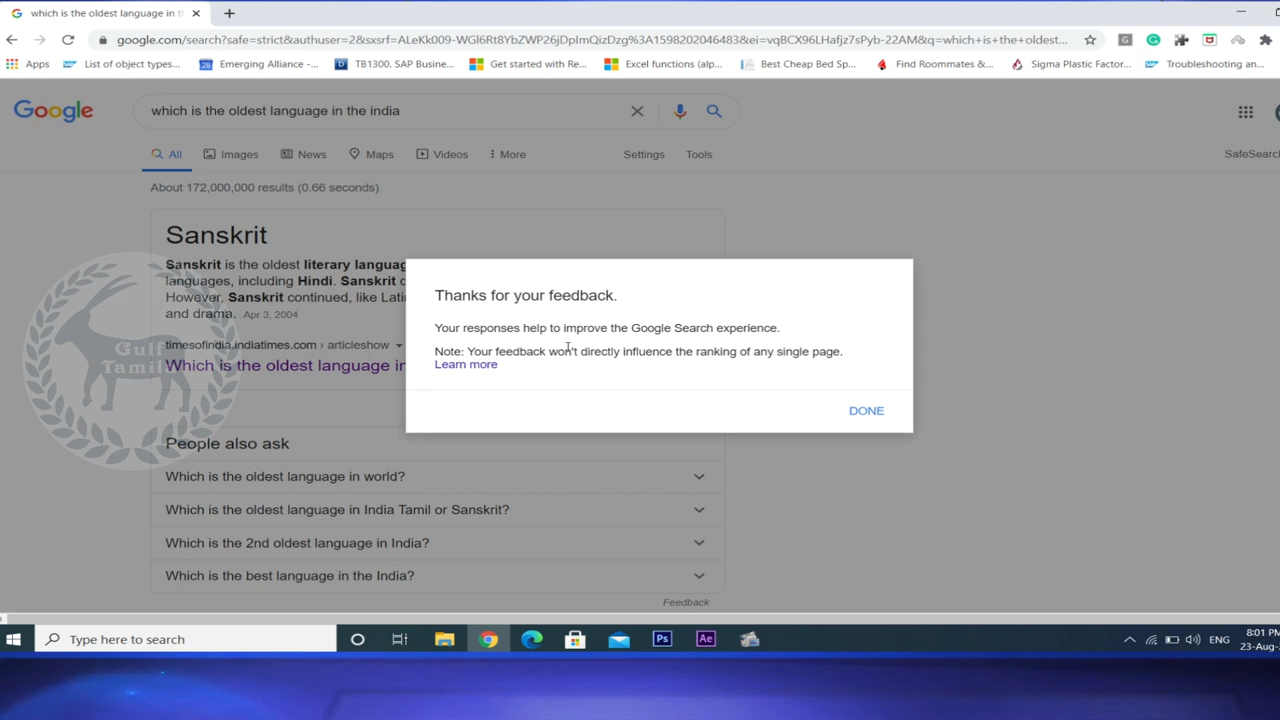 which is the oldest language in t
google.com/search?safe=strict&authuser=2&sxsrf=ALeKk009-WGl6Rt8YbZWP26jDpImQizDzg%3A1598202046483&ei=vqBCX96LHafjz7sPyb-22AM&q=which+is+the+oldest...
Apps List of object types... Emerging Alliance -... TB1300. SAP Busine... Get started with Re... Excel functions (alp... Best Cheap Bed Sp... Find Roommates &... Sigma Plastic Factor... Troubleshooting an...
Google which is the oldest language in the india
All Images News Maps Videos More Settings Tools SafeSearc
About 172,000,000 results (0.66 seconds)
Sanskrit
Sanskrit is the oldest literary languag
languages, including Hindi. Sanskrit
However, Sanskrit continued, like Lati
and drama. Apr 3, 2004
timesofindia.indiatimes.com › articleshow
Which is the oldest language in
Gulf
Tamil
Thanks for your feedback.
Your responses help to improve the Google Search experience.
Note: Your feedback won't directly influence the ranking of any single page.
Learn more
DONE
People also ask
Which is the oldest language in world?
Which is the oldest language in India Tamil or Sanskrit?
Which is the 2nd oldest language in India?
Which is the best language in the India?
Feedback
Type here to search Ps Ae ENG 8:01 PM
23-Aug-